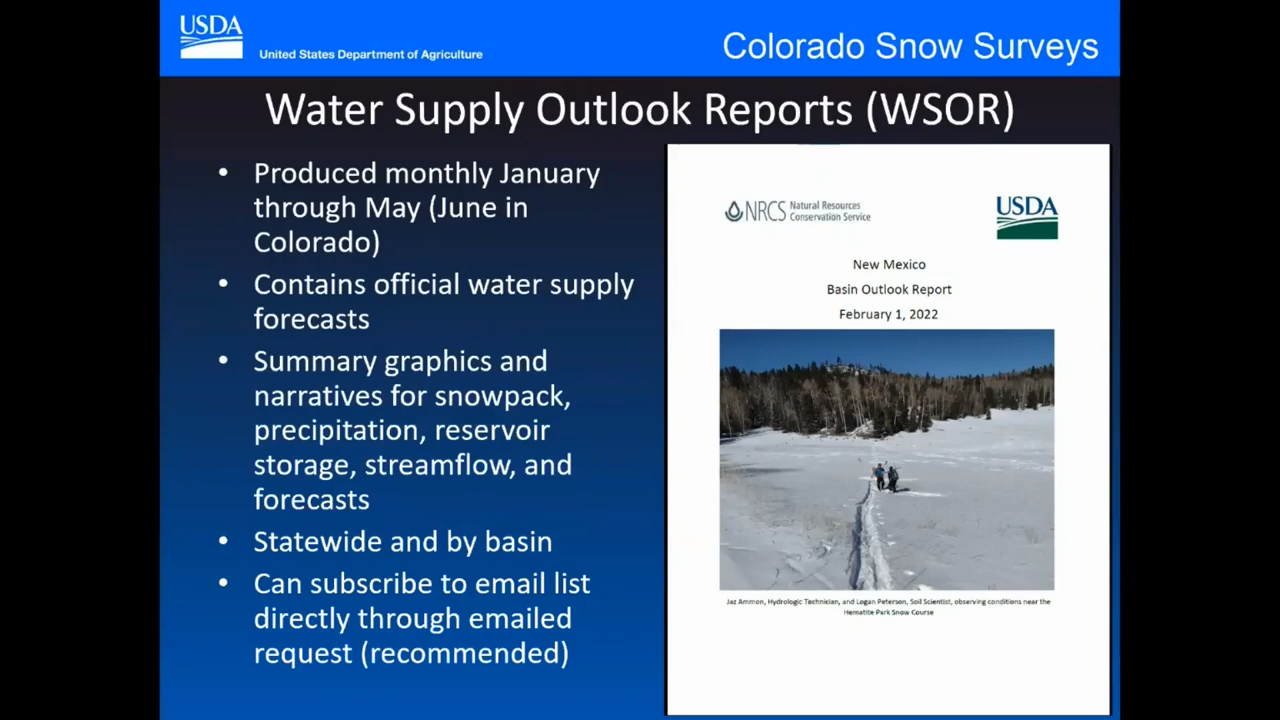 USDA
United States Department of Agriculture
Colorado Snow Surveys
Water Supply Outlook Reports (WSOR)
• Produced monthly January
through May (June in
Colorado)
• Contains official water supply
forecasts
• Summary graphics and
narratives for snowpack,
precipitation, reservoir
storage, streamflow, and
forecasts
• Statewide and by basin
• Can subscribe to email list
directly through emailed
request (recommended)
NRCS Natural Resources
Conservation Service
USDA
New Mexico
Basin Outlook Report
February 1, 2022
Jaz Ammon, Hydrologic Technician, and Logan Peterson, Soil Scientist, observing conditions near the
Hematite Park Snow Course